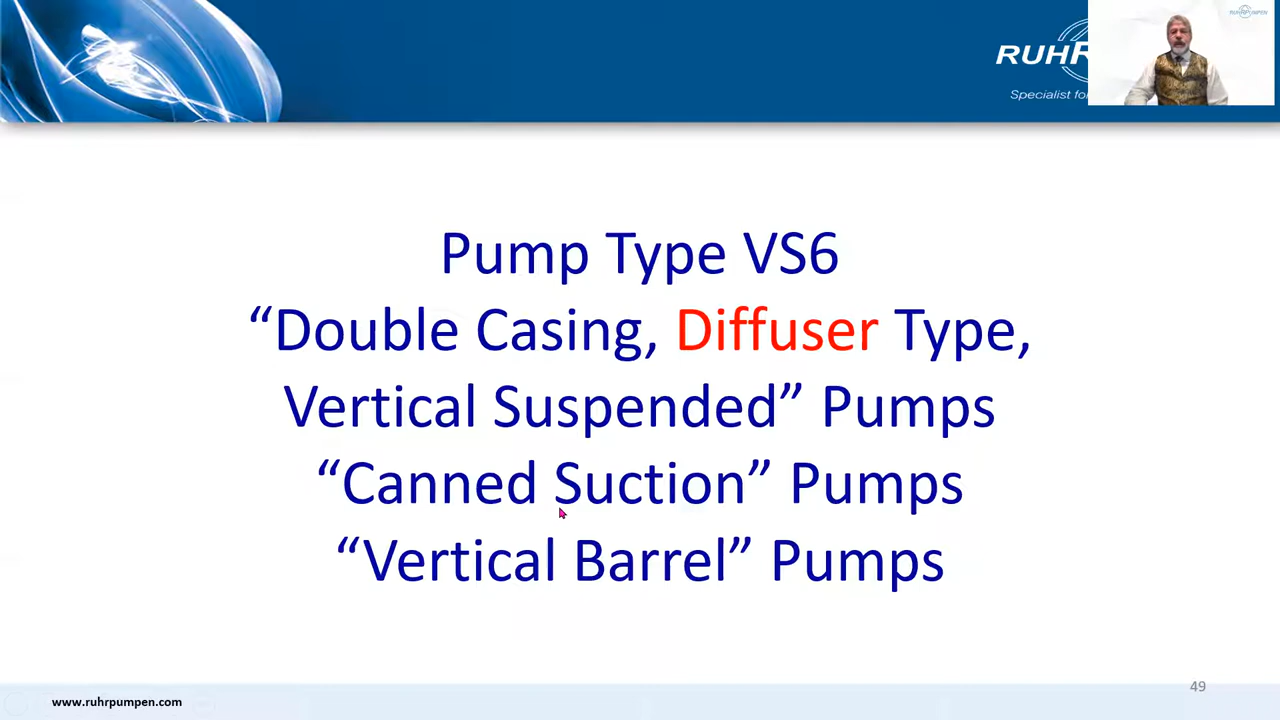 RUHR
Specialist fo
RUHRPUMPEN
Pump Type VS6
“Double Casing, Diffuser Type,
Vertical Suspended” Pumps
“Canned Suction” Pumps
“Vertical Barrel” Pumps
49
www.ruhrpumpen.com